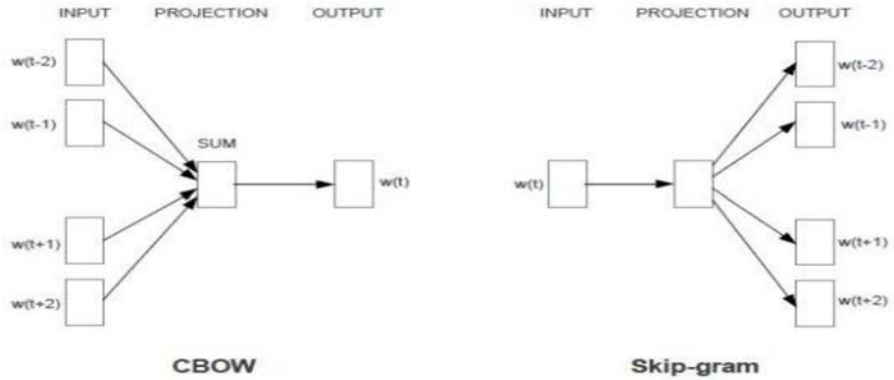 INPUT PROJECTION OUTPUT
w(t-2)
w(t-1)
SUM
w(t)
w(t+1)
w(t+2)
CBOW
INPUT PROJECTION OUTPUT
w(t-2)
w(t-1)
w(t)
w(t+1)
w(t+2)
Skip-gram